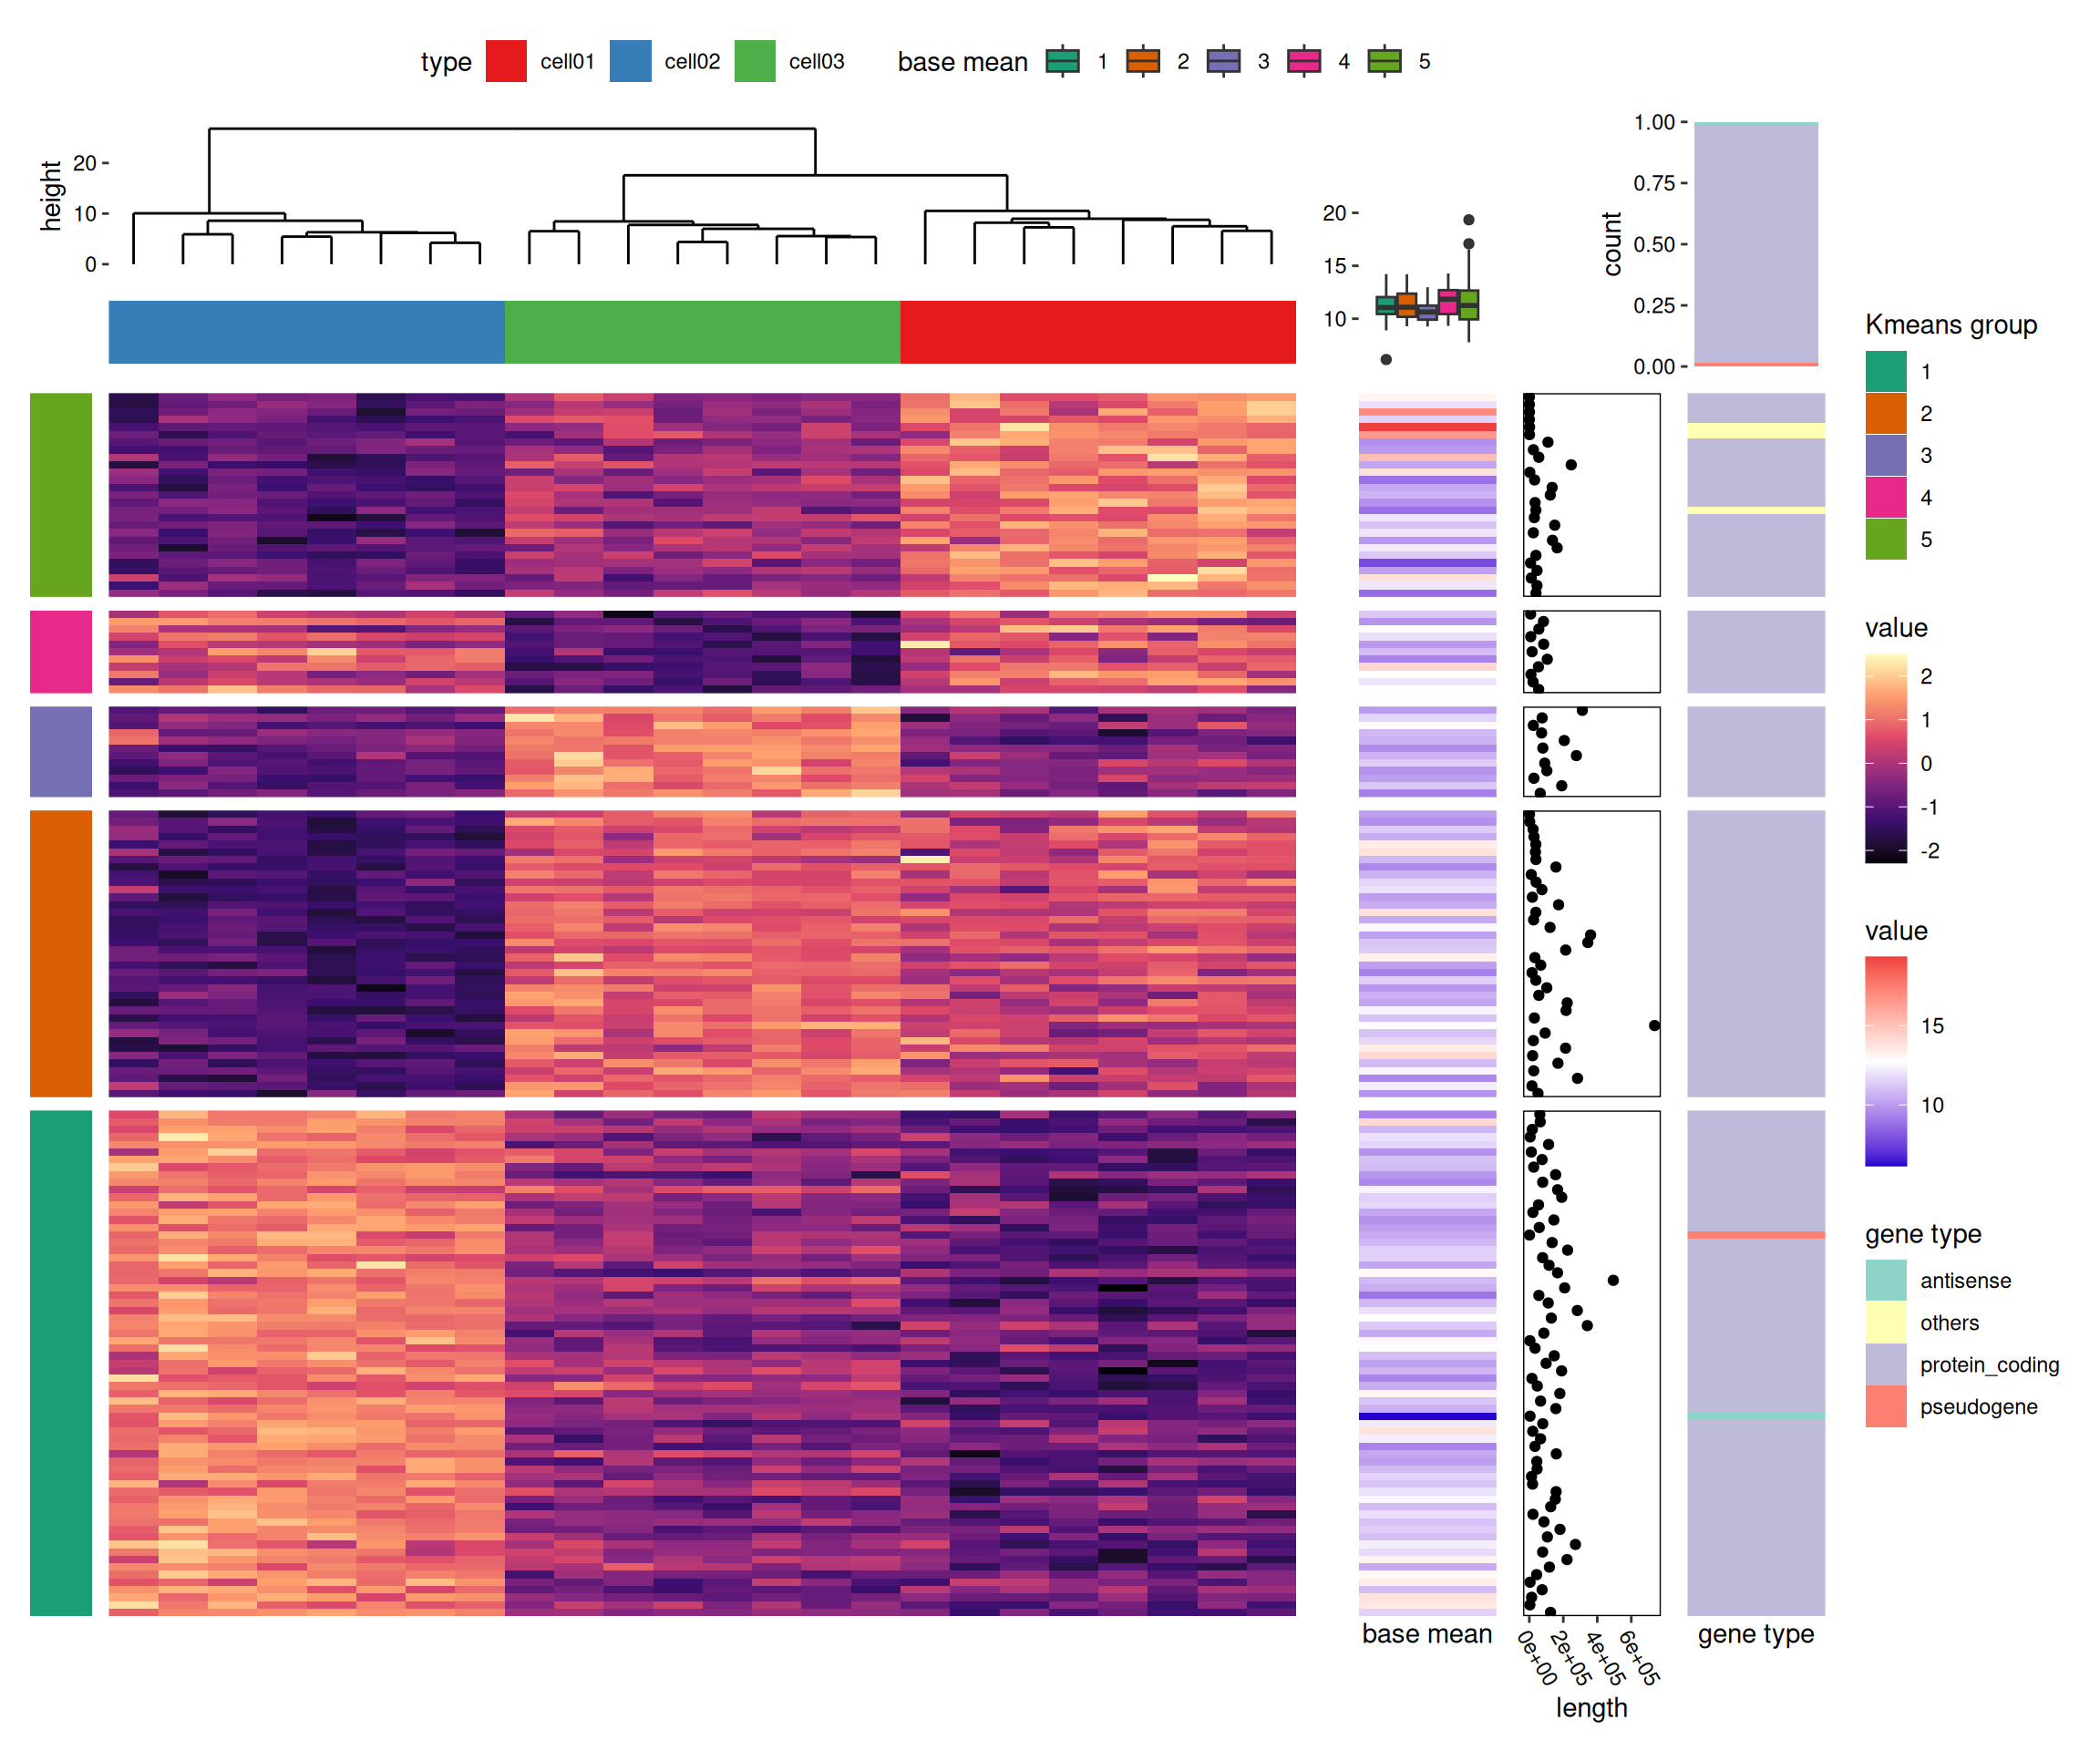 type cell01 cell02 cell03 base mean 1 2 3 4 5
height
20
10
0
20
15
10
count
1.00
0.75
0.50
0.25
0.00
Kmeans group
1
2
3
4
5
value
2
1
0
-1
-2
value
15
10
gene type
antisense
others
protein_coding
pseudogene
base mean
0e+00 2e+05 4e+05 6e+05
length
gene type